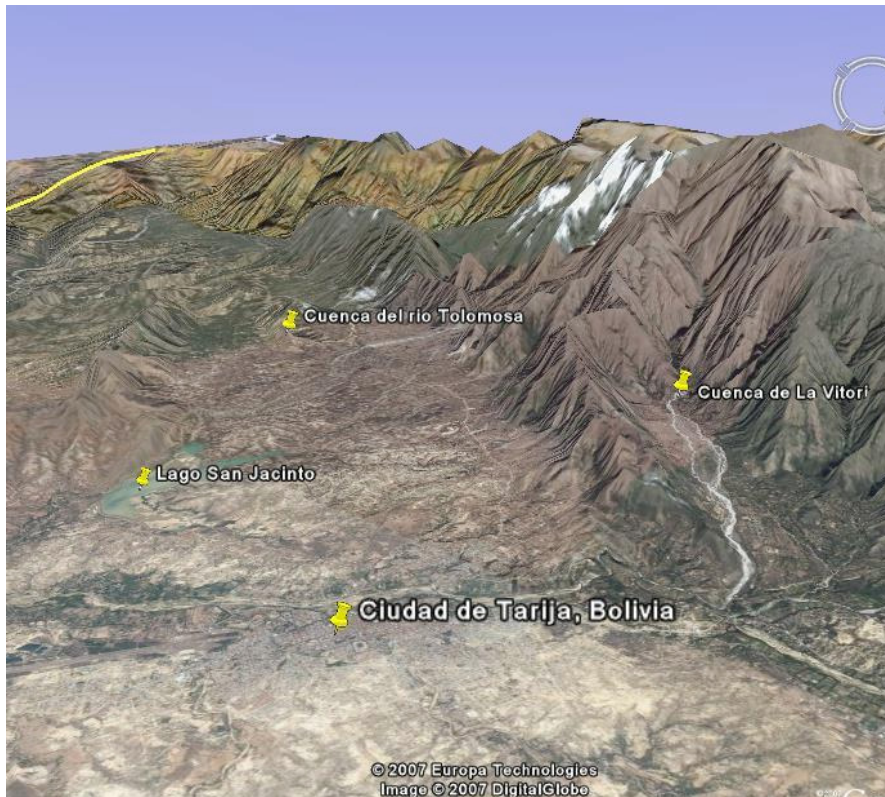 Cuenca del rio Tolomosa
Cuenca de La Vitori
Lago San Jacinto
Ciudad de Tarija, Bolivia
© 2007 Europa Technologies
Image © 2007 DigitalGlobe